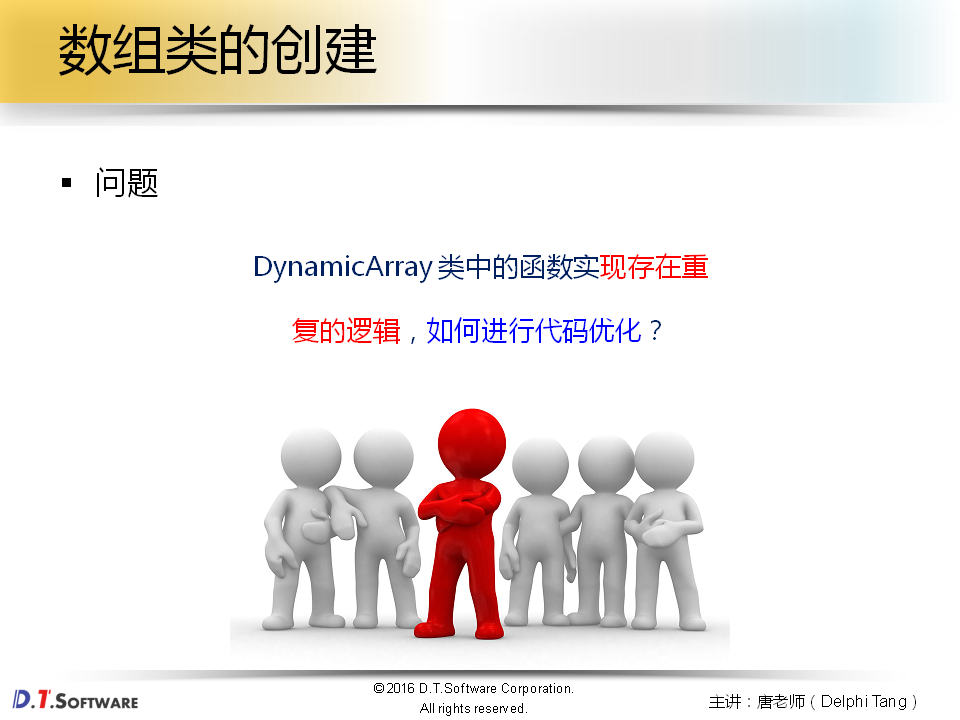 数组类的创建
▪ 问题
DynamicArray 类中的函数实现存在重
复的逻辑，如何进行代码优化？
D.T.SOFTWARE
©2016 D.T.Software Corporation.
All rights reserved.
主讲：唐老师（Delphi Tang）